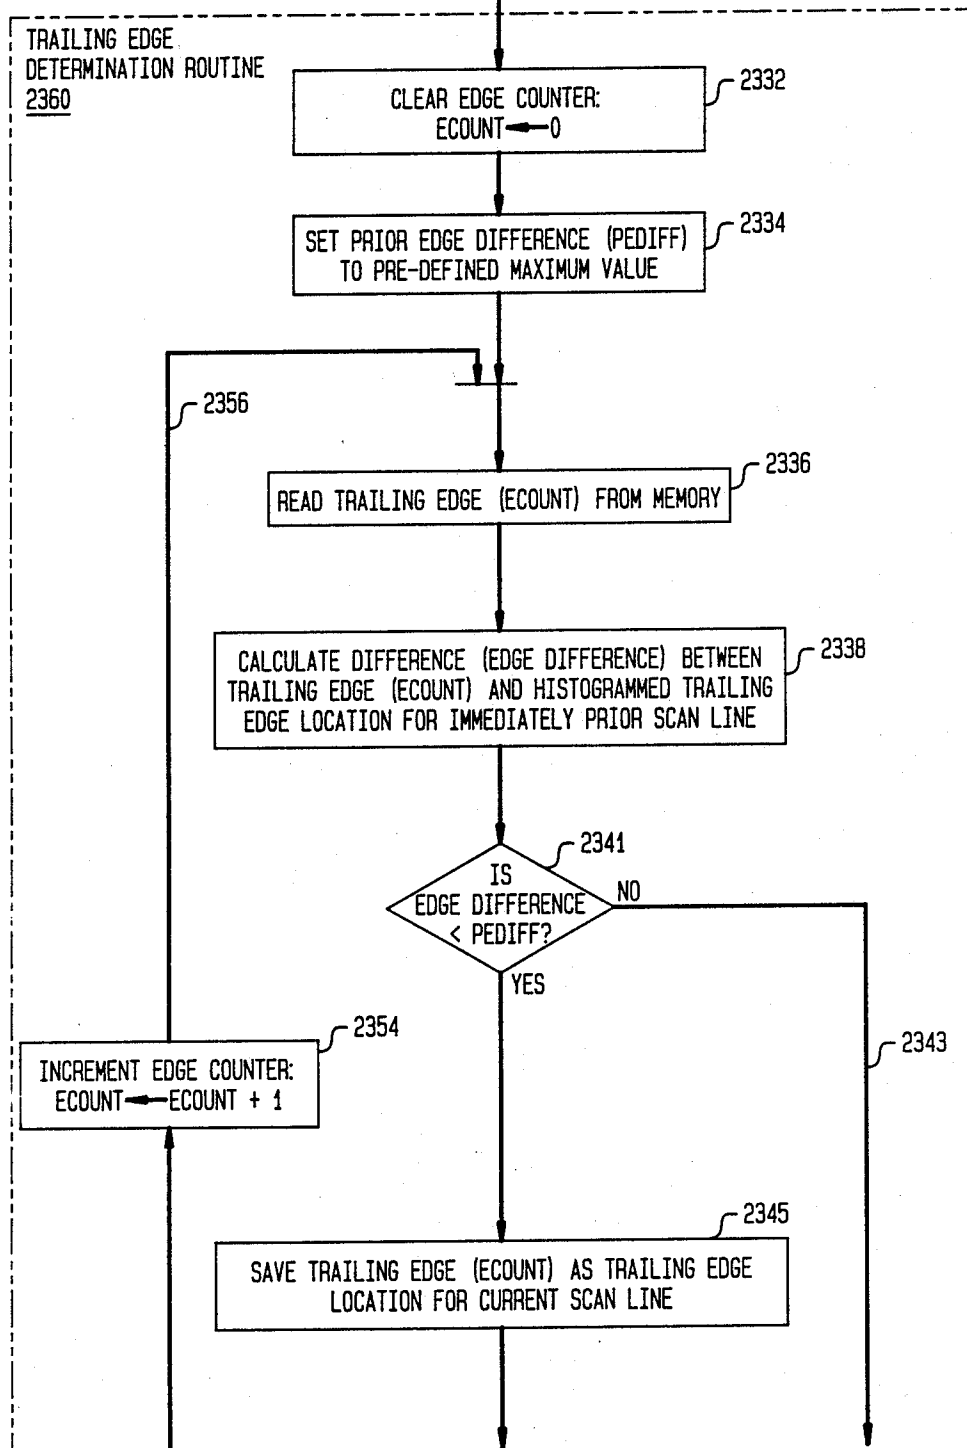 TRAILING EDGE
DETERMINATION ROUTINE
2360
2332
CLEAR EDGE COUNTER:
ECOUNT←0
2334
SET PRIOR EDGE DIFFERENCE (PEDIFF)
TO PRE-DEFINED MAXIMUM VALUE
2356
2336
READ TRAILING EDGE (ECOUNT) FROM MEMORY
2338
CALCULATE DIFFERENCE (EDGE DIFFERENCE) BETWEEN
TRAILING EDGE (ECOUNT) AND HISTOGRAMMED TRAILING
EDGE LOCATION FOR IMMEDIATELY PRIOR SCAN LINE
2341
IS
EDGE DIFFERENCE
< PEDIFF?
NO
YES
2343
2354
INCREMENT EDGE COUNTER:
ECOUNT←ECOUNT + 1
2345
SAVE TRAILING EDGE (ECOUNT) AS TRAILING EDGE
LOCATION FOR CURRENT SCAN LINE